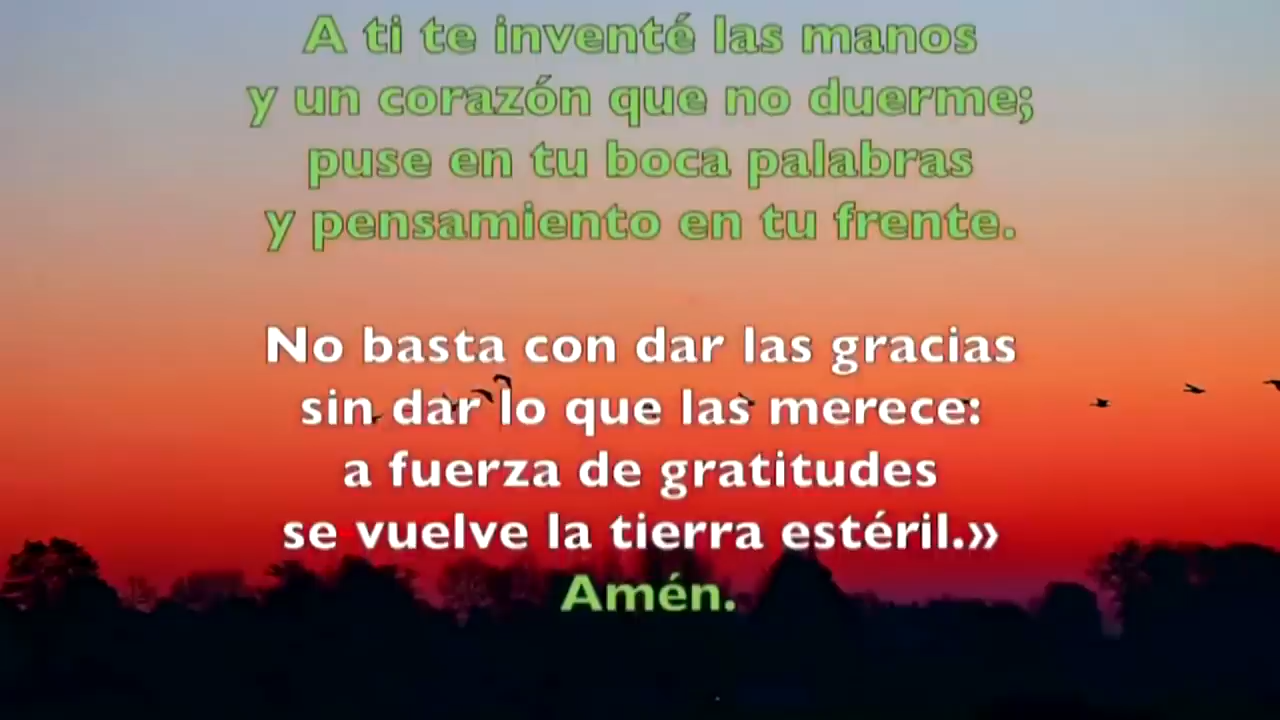 A ti te inventé las manos
y un corazón que no duerme;
puse en tu boca palabras
y pensamiento en tu frente.
No basta con dar las gracias
sin dar lo que las merece:
a fuerza de gratitudes
se vuelve la tierra estéril.»
Amén.